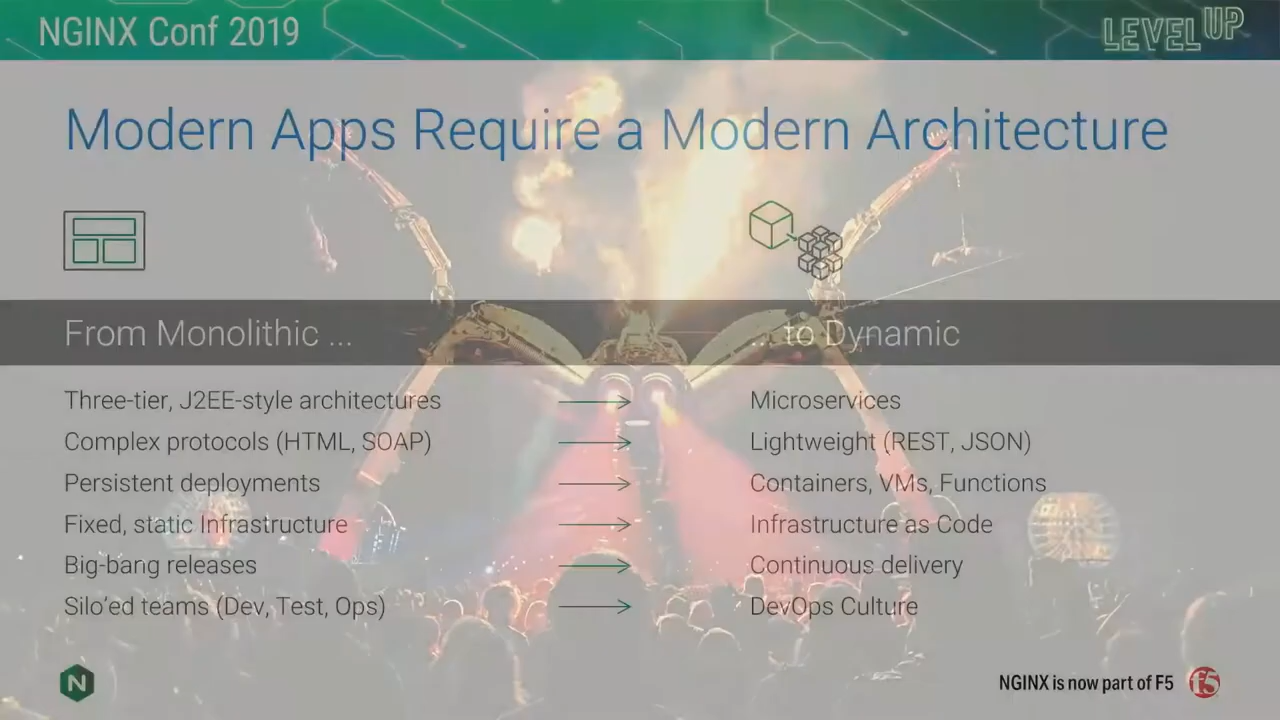 NGINX Conf 2019
LEVEL UP
Modern Apps Require a Modern Architecture
From Monolithic ...
... to Dynamic
Three-tier, J2EE-style architectures
Microservices
Complex protocols (HTML, SOAP)
Lightweight (REST, JSON)
Persistent deployments
Containers, VMs, Functions
Fixed, static Infrastructure
Infrastructure as Code
Big-bang releases
Continuous delivery
Silo’ed teams (Dev, Test, Ops)
DevOps Culture
N
NGINX is now part of F5
f5